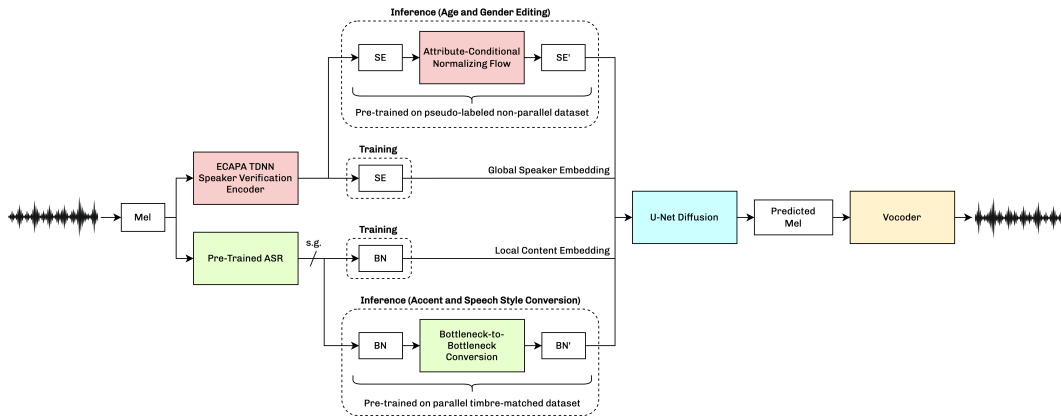 Inference (Age and Gender Editing)
SE
Attribute-Conditional
Normalizing Flow
SE'
Pre-trained on pseudo-labeled non-parallel dataset
ECAPA TDNN
Speaker Verification
Encoder
Training
SE
Global Speaker Embedding
Mel
U-Net Diffusion
Predicted
Mel
Vocoder
Pre-Trained ASR
s.g.
Training
BN
Local Content Embedding
Inference (Accent and Speech Style Conversion)
BN
Bottleneck-to-
Bottleneck
Conversion
BN'
Pre-trained on parallel timbre-matched dataset